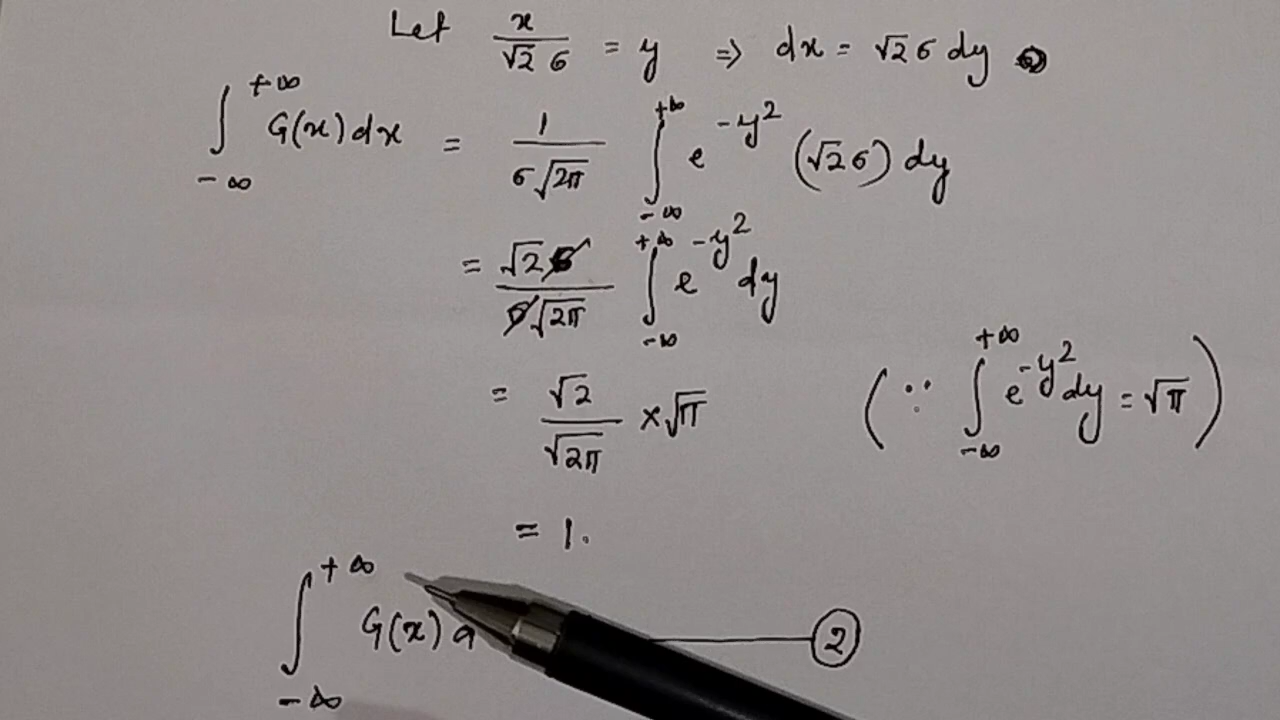 Let x/(√2 σ) = y ⇒ dx = √2 σ dy
∫_{-∞}^{+∞} G(x) dx = 1/(σ√(2π)) ∫_{-∞}^{+∞} e^{-y²} (√2 σ) dy
= √2 σ/(σ√(2π)) ∫_{-∞}^{+∞} e^{-y²} dy
= √2/√(2π) × √π (∵ ∫_{-∞}^{+∞} e^{-y²} dy = √π)
= 1.
∫_{-∞}^{+∞} G(x) — ②